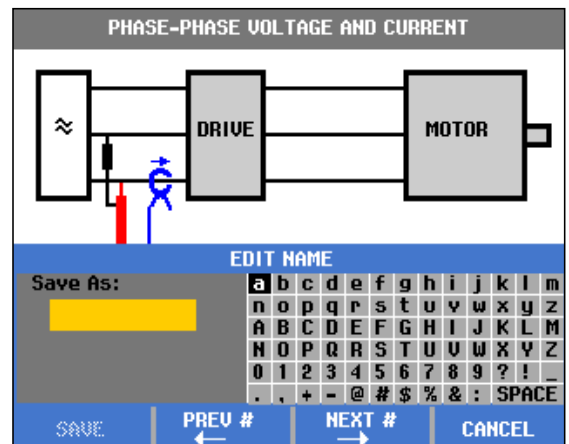 PHASE-PHASE VOLTAGE AND CURRENT
≈ DRIVE MOTOR
EDIT NAME
Save As:
a b c d e f g h i j k l m
n o p q r s t u v w x y z
A B C D E F G H I J K L M
N O P Q R S T U V W X Y Z
0 1 2 3 4 5 6 7 8 9 ? ! _
. , + - @ # $ % & : SPACE
SAVE PREV # NEXT # CANCEL